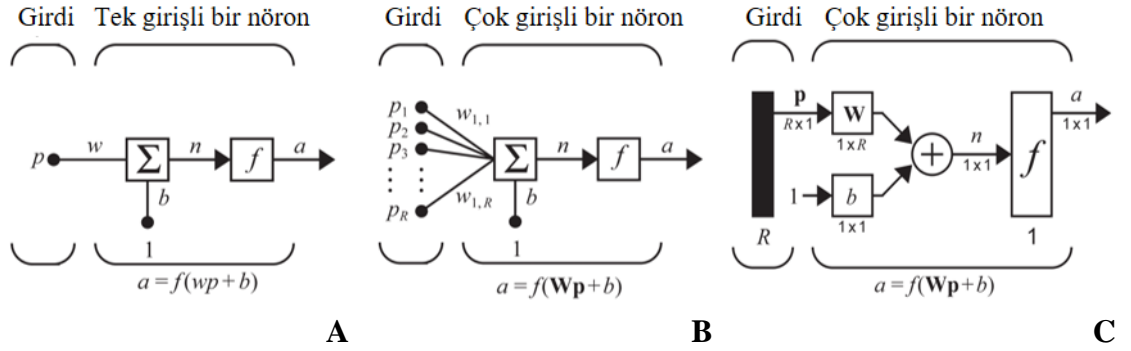 Girdi Tek girişli bir nöron
p w Σ n f a
b
1
a = f(wp + b)
A
Girdi Çok girişli bir nöron
p1 w1,1
p2
p3 Σ n f a
pR w1,R b
1
a = f(Wp + b)
B
Girdi Çok girişli bir nöron
p W a
Rx1 1xR 1x1
+ n f
1x1
1 b
1x1
R 1
a = f(Wp + b)
C